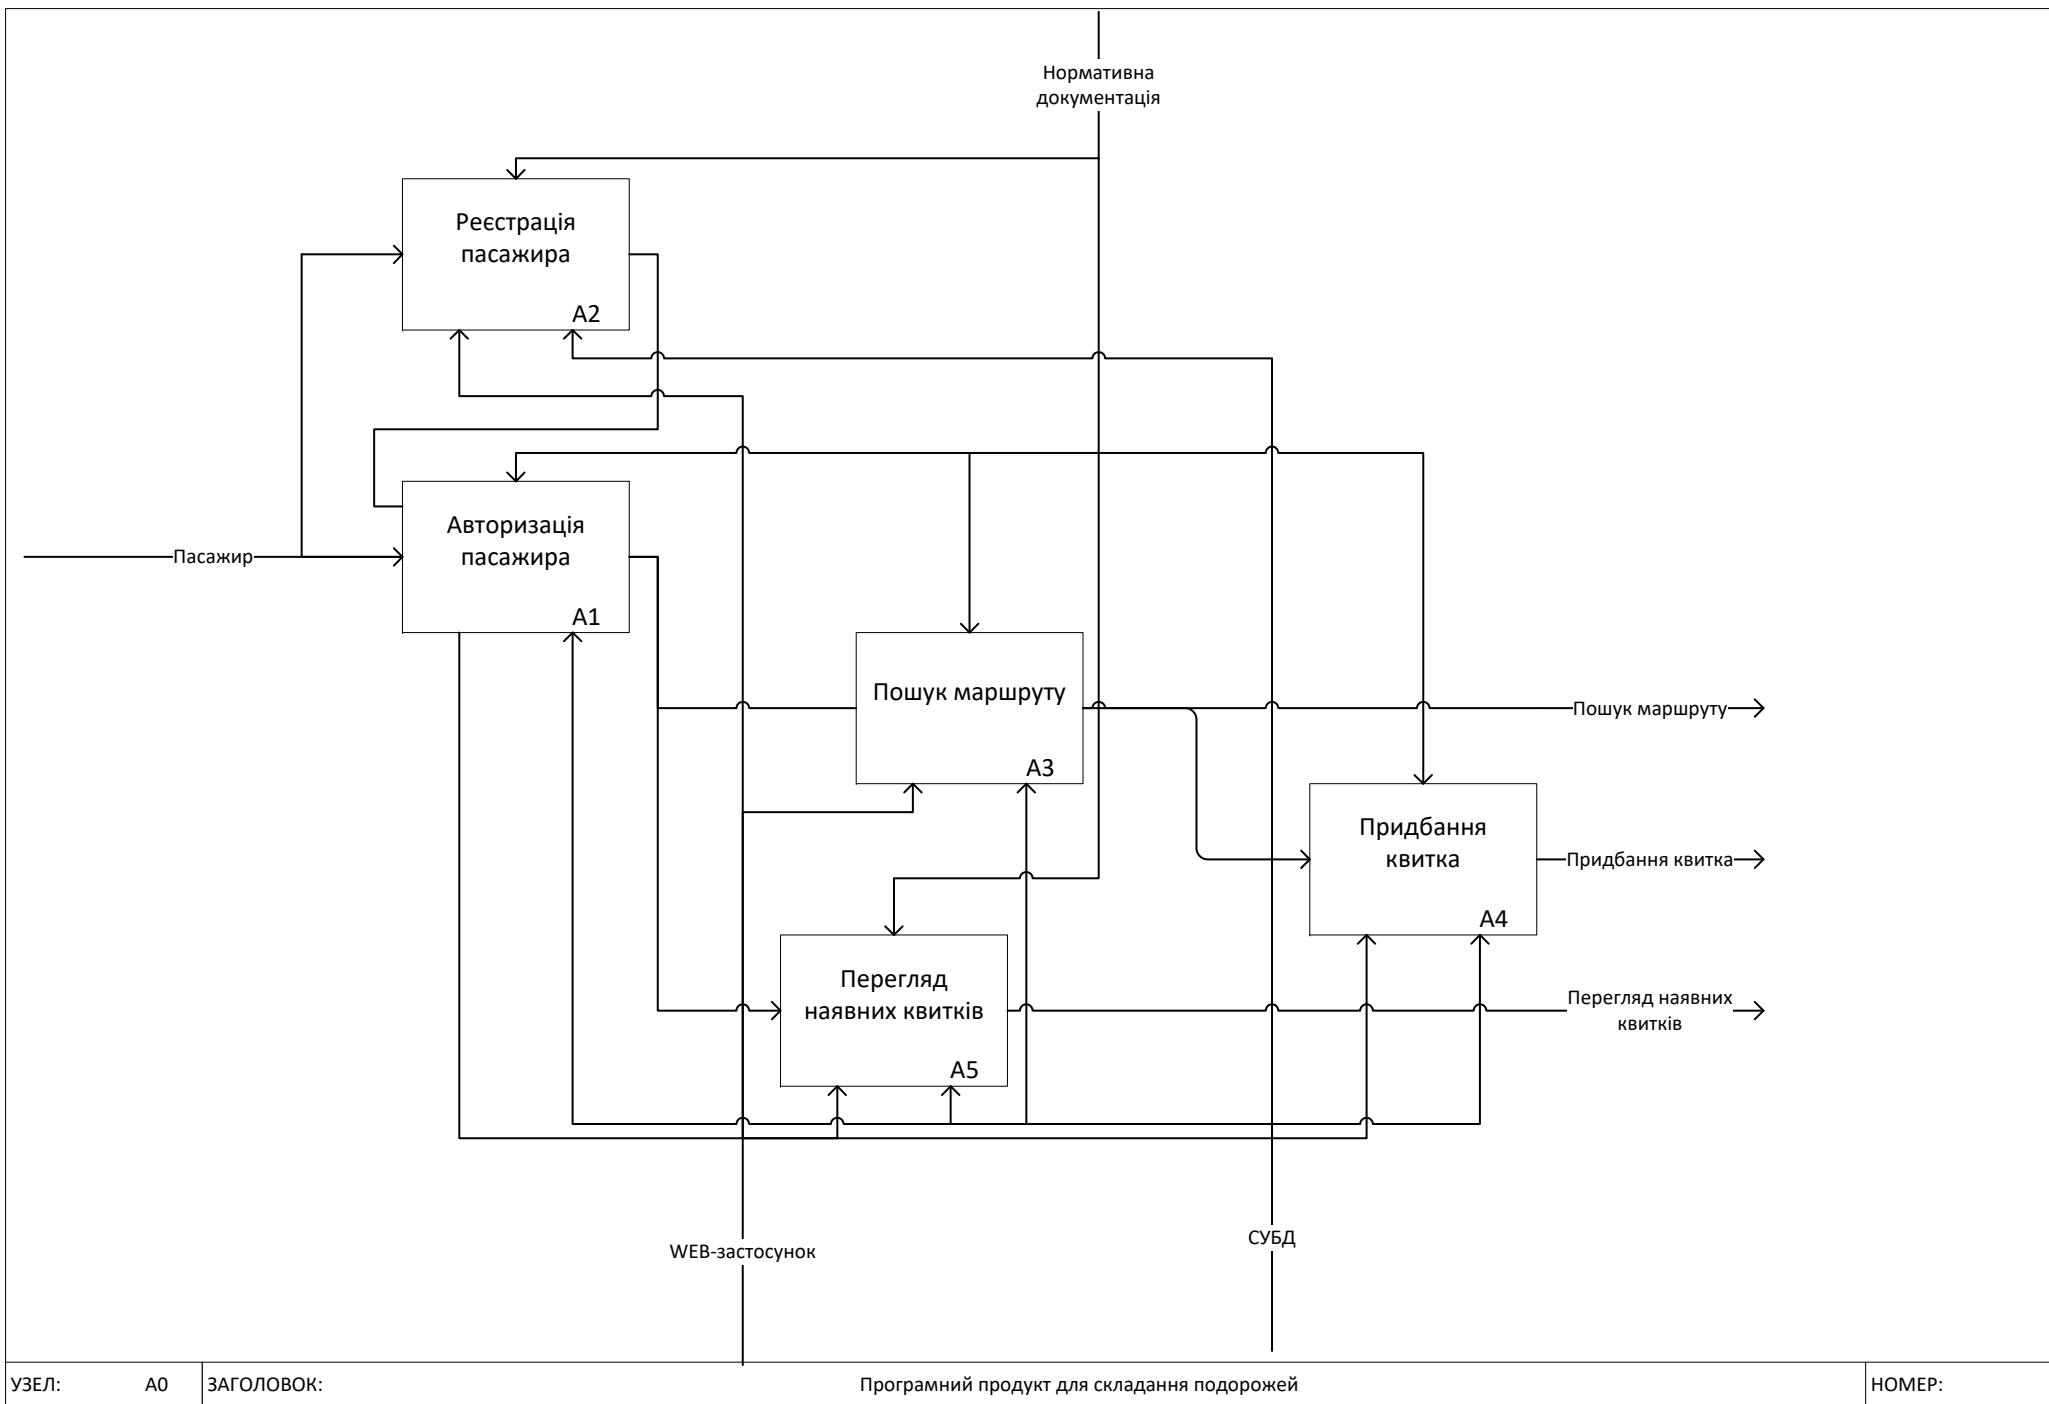 Нормативна
документація
Реєстрація
пасажира
A2
Авторизація
пасажира
A1
Пасажир
Пошук маршруту
A3
Пошук маршруту
Придбання
квитка
A4
Придбання квитка
Перегляд
наявних квитків
A5
Перегляд наявних
квитків
WEB-застосунок
СУБД
УЗЕЛ:
A0
ЗАГОЛОВОК:
Програмний продукт для складання подорожей
НОМЕР: